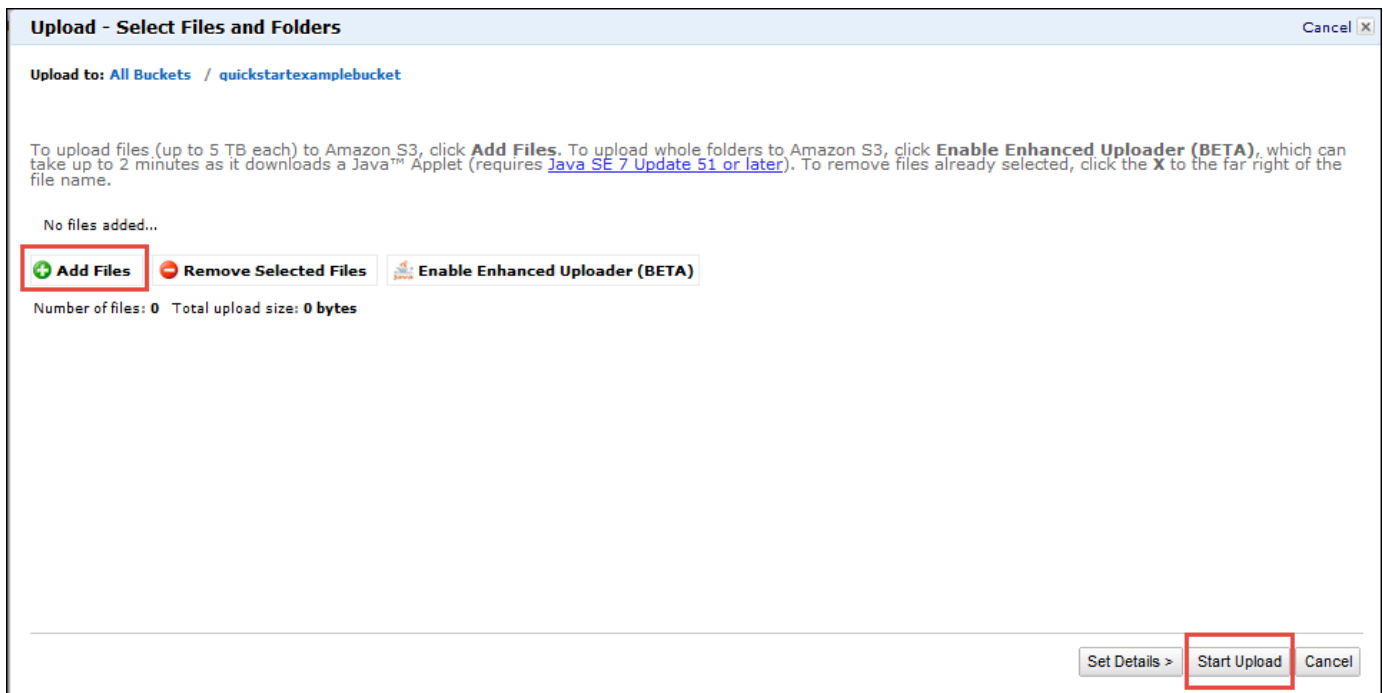 Upload - Select Files and Folders
Cancel
Upload to: All Buckets / quickstartexamplebucket
To upload files (up to 5 TB each) to Amazon S3, click Add Files. To upload whole folders to Amazon S3, click Enable Enhanced Uploader (BETA), which can
take up to 2 minutes as it downloads a Java™ Applet (requires Java SE 7 Update 51 or later). To remove files already selected, click the X to the far right of the
file name.
No files added...
Add Files Remove Selected Files Enable Enhanced Uploader (BETA)
Number of files: 0 Total upload size: 0 bytes
Set Details > Start Upload Cancel